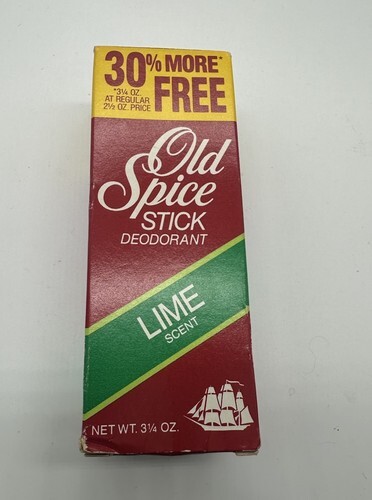 30% MORE*
*3¼ OZ.
AT REGULAR
2½ OZ. PRICE
FREE
Old
Spice
STICK
DEODORANT
LIME
SCENT
NET WT. 3¼ OZ.